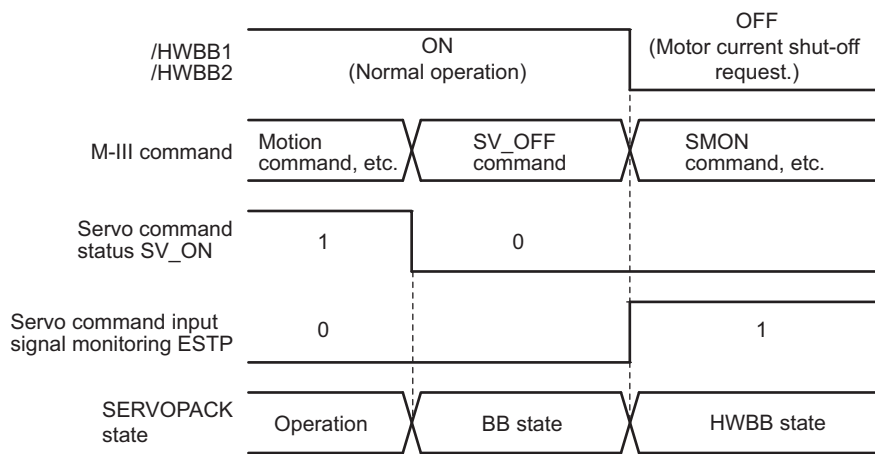 /HWBB1
/HWBB2
ON
(Normal operation)
OFF
(Motor current shut-off
request.)
M-III command
Motion
command, etc.
SV_OFF
command
SMON
command, etc.
Servo command
status SV_ON
1
0
Servo command input
signal monitoring ESTP
0
1
SERVOPACK
state
Operation
BB state
HWBB state